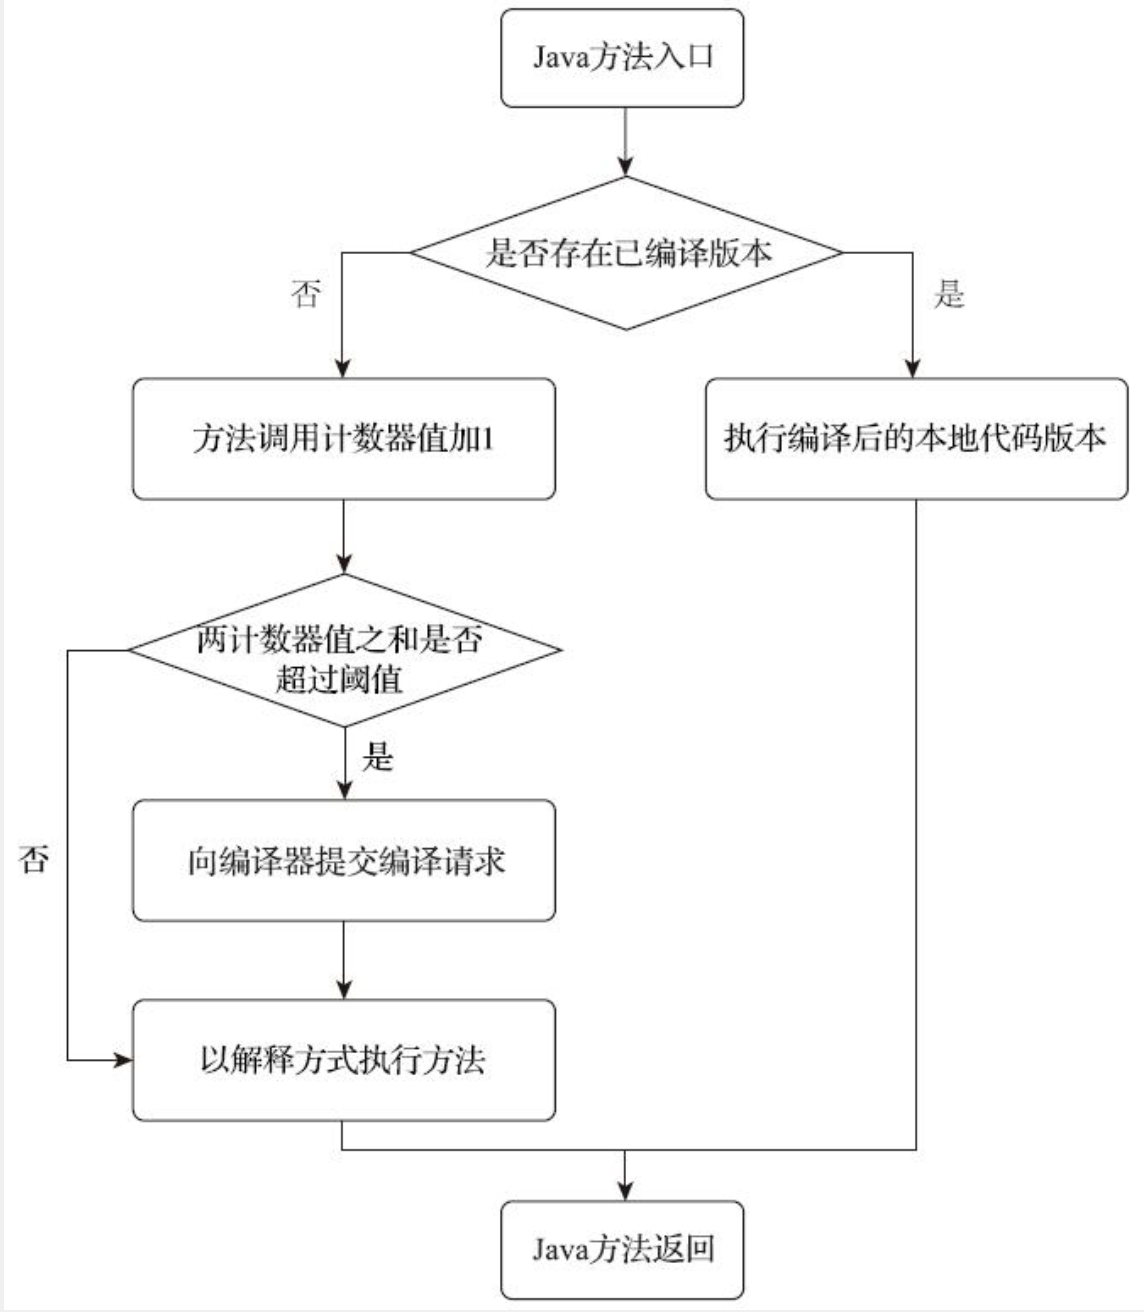 Java方法入口
是否存在已编译版本
否
是
方法调用计数器值加1
执行编译后的本地代码版本
两计数器值之和是否
超过阈值
是
否
向编译器提交编译请求
以解释方式执行方法
Java方法返回